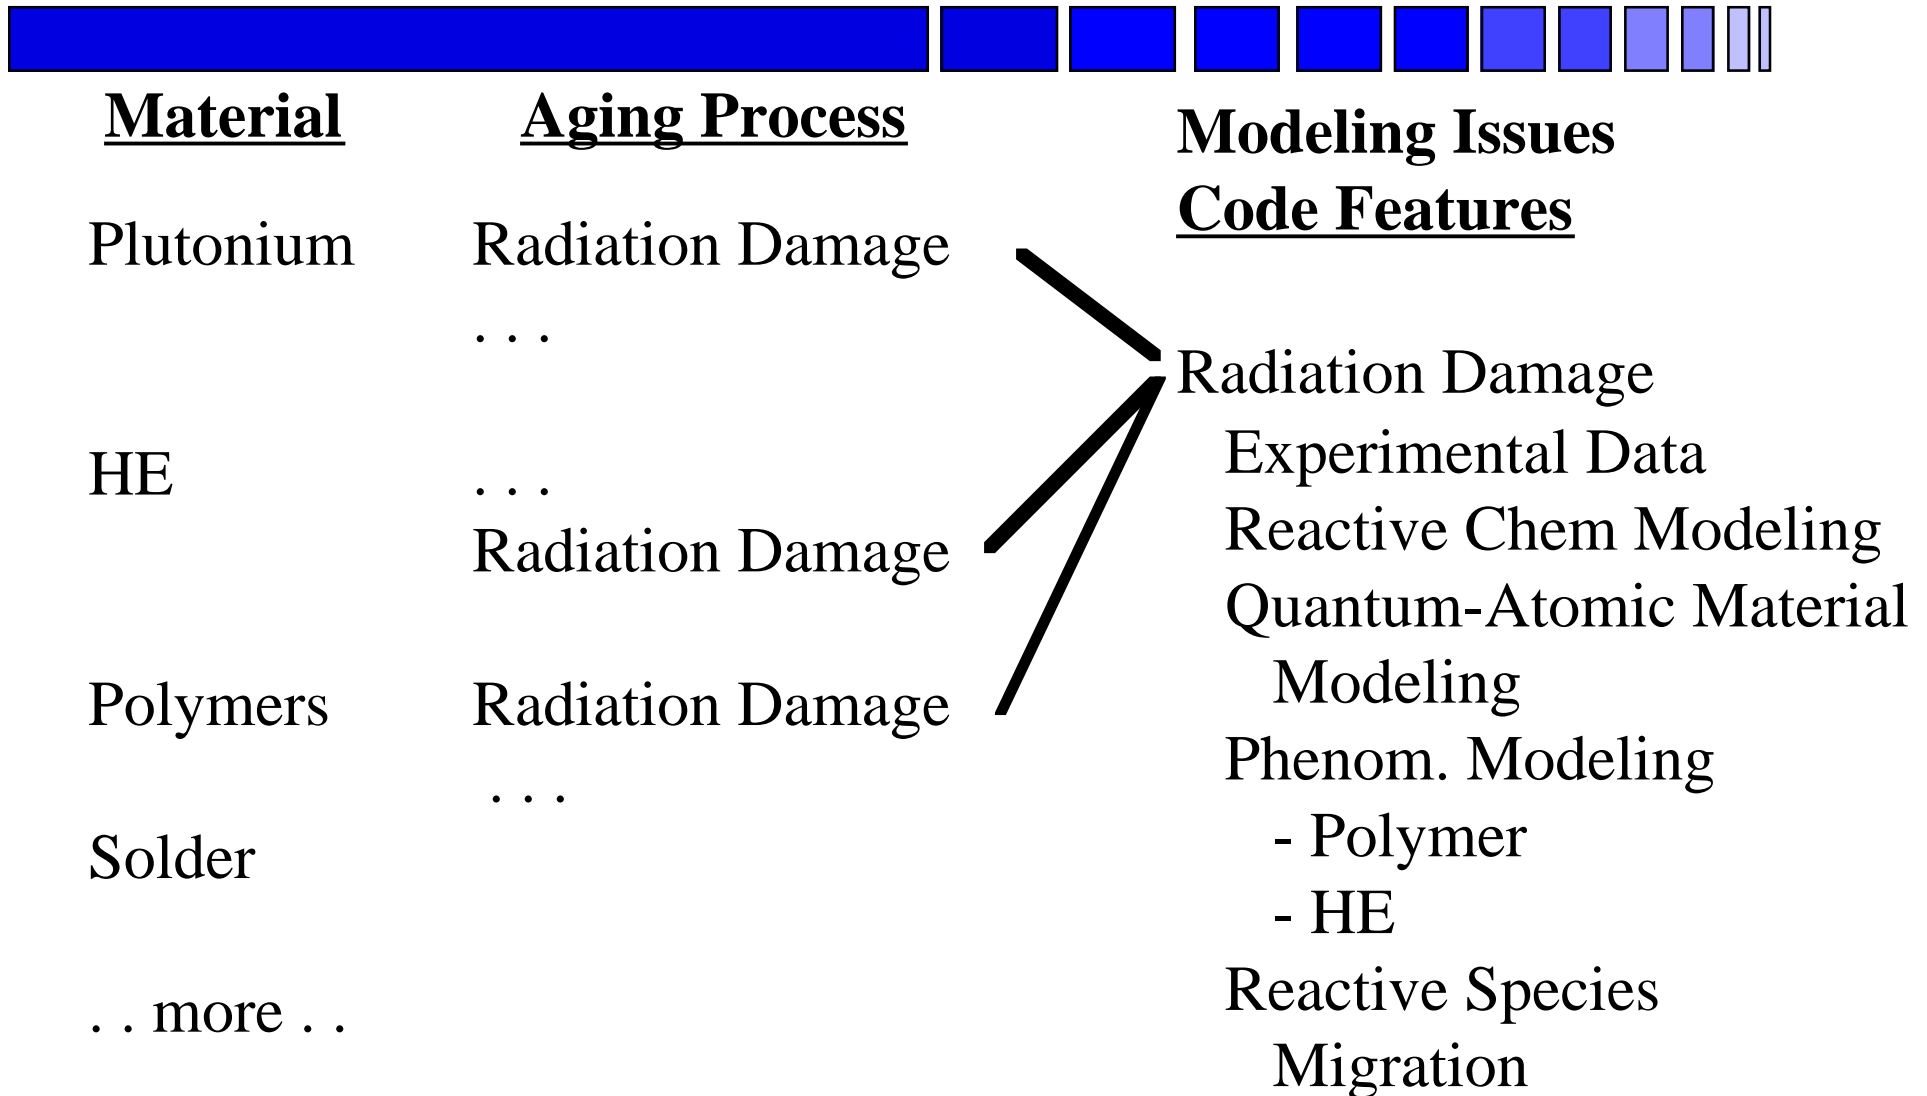 Material
Aging Process
Plutonium
Radiation Damage
. . .
HE
. . .
Radiation Damage
Polymers
Radiation Damage
. . .
Solder
. . more . .
Modeling Issues
Code Features
Radiation Damage
Experimental Data
Reactive Chem Modeling
Quantum-Atomic Material
Modeling
Phenom. Modeling
- Polymer
- HE
Reactive Species
Migration